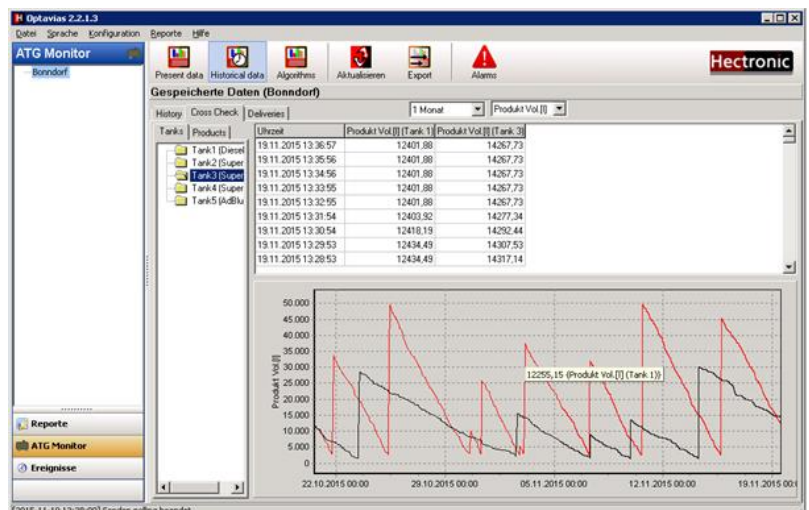 Optavias 2.2.1.3
Datei Sprache Konfiguration Reporte Hilfe
ATG Monitor
Bonndorf
Present data Historical data Algorithms Aktualisieren Export Alarms
Hectronic
Gespeicherte Daten (Bonndorf)
History Cross Check Deliveries
1 Monat
Produkt Vol.[l]
Tanks Products
Tank1 (Diesel
Tank2 (Super
Tank3 (Super
Tank4 (Super
Tank5 (AdBlu
Uhrzeit Produkt Vol.[l] (Tank 1) Produkt Vol.[l] (Tank 3)
19.11.2015 13:36:57 12401,88 14267,73
19.11.2015 13:35:56 12401,88 14267,73
19.11.2015 13:34:56 12401,88 14267,73
19.11.2015 13:33:55 12401,88 14267,73
19.11.2015 13:32:55 12401,88 14267,73
19.11.2015 13:31:54 12403,92 14277,34
19.11.2015 13:30:54 12418,19 14292,44
19.11.2015 13:29:53 12434,49 14307,53
19.11.2015 13:28:53 12434,49 14317,14
Produkt Vol.[l]
50.000
45.000
40.000
35.000
30.000
25.000
20.000
15.000
10.000
5.000
0
12255,15 (Produkt Vol.[l] (Tank 1))
22.10.2015 00:00 29.10.2015 00:00 05.11.2015 00:00 12.11.2015 00:00 19.11.2015 00:
Reporte
ATG Monitor
Ereignisse